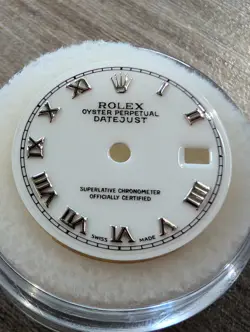 ROLEX
OYSTER PERPETUAL
DATEJUST
SUPERLATIVE CHRONOMETER
OFFICIALLY CERTIFIED
SWISS MADE